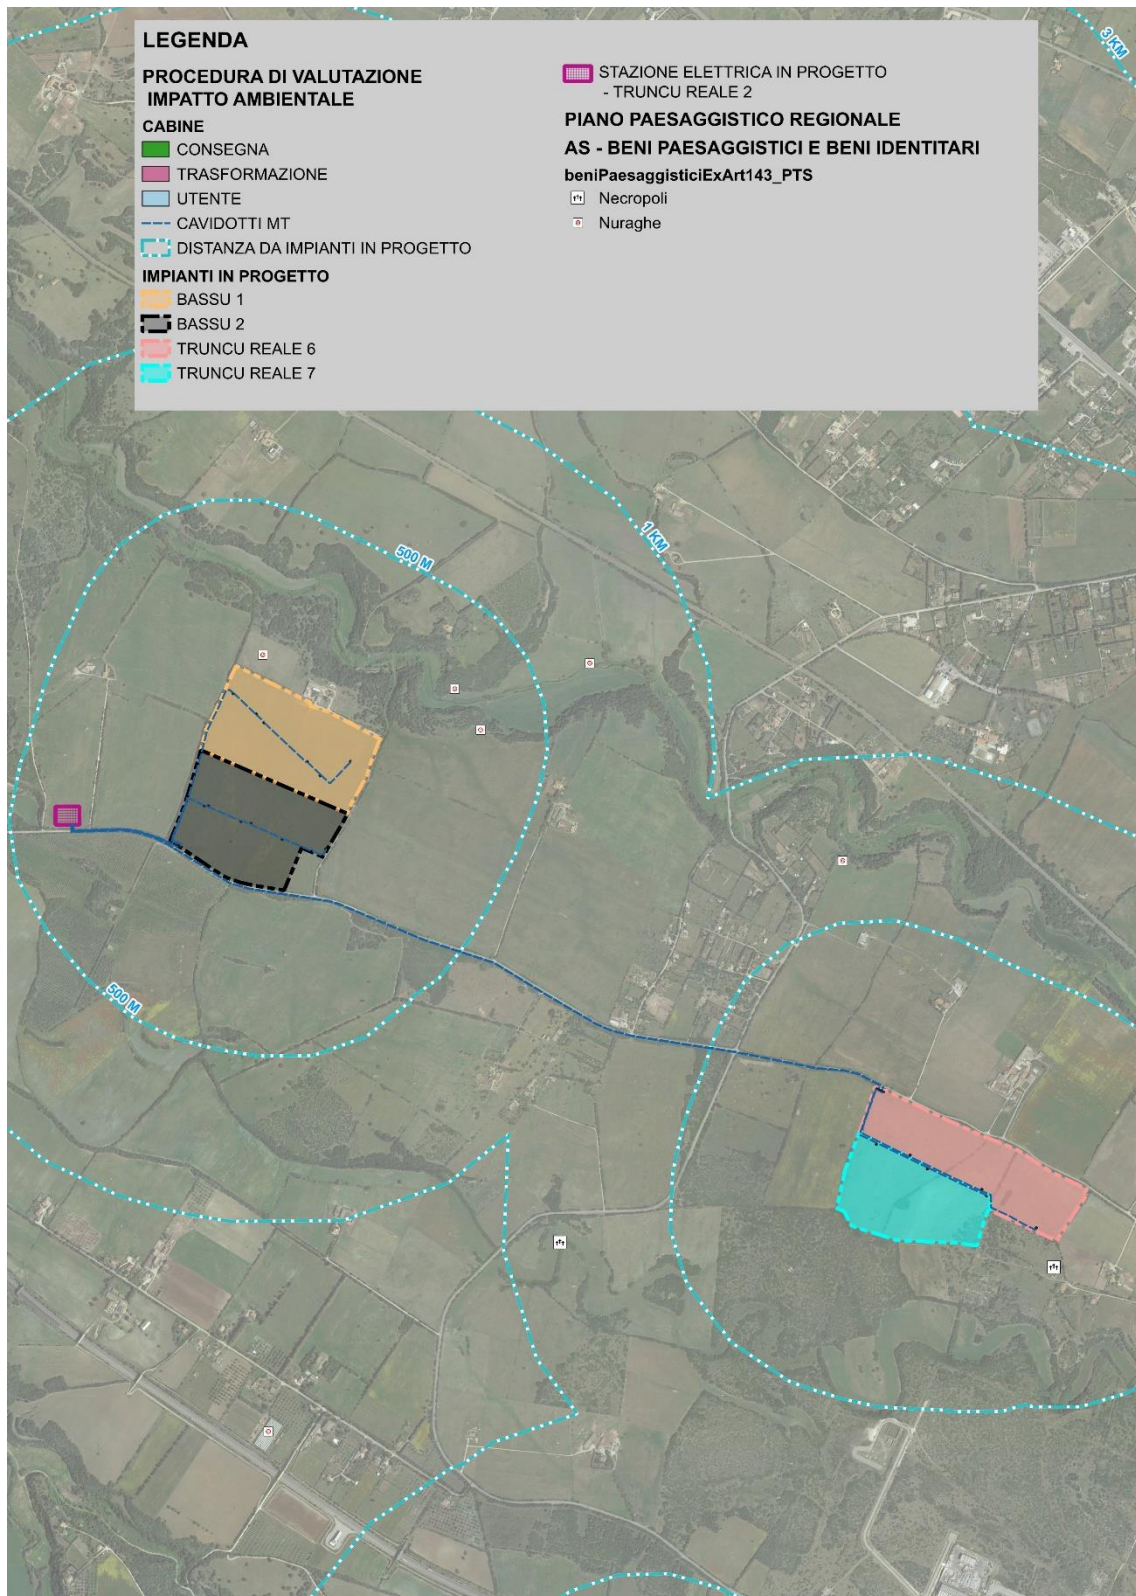 LEGENDA
PROCEDURA DI VALUTAZIONE
IMPATTO AMBIENTALE
CABINE
CONSEGNA
TRASFORMAZIONE
UTENTE
CAVIDOTTI MT
DISTANZA DA IMPIANTI IN PROGETTO
IMPIANTI IN PROGETTO
BASSU 1
BASSU 2
TRUNCU REALE 6
TRUNCU REALE 7
STAZIONE ELETTRICA IN PROGETTO
- TRUNCU REALE 2
PIANO PAESAGGISTICO REGIONALE
AS - BENI PAESAGGISTICI E BENI IDENTITARI
beniPaesaggisticiExArt143_PTS
Necropoli
Nuraghe
3 KM
1 KM
500 M
500 M